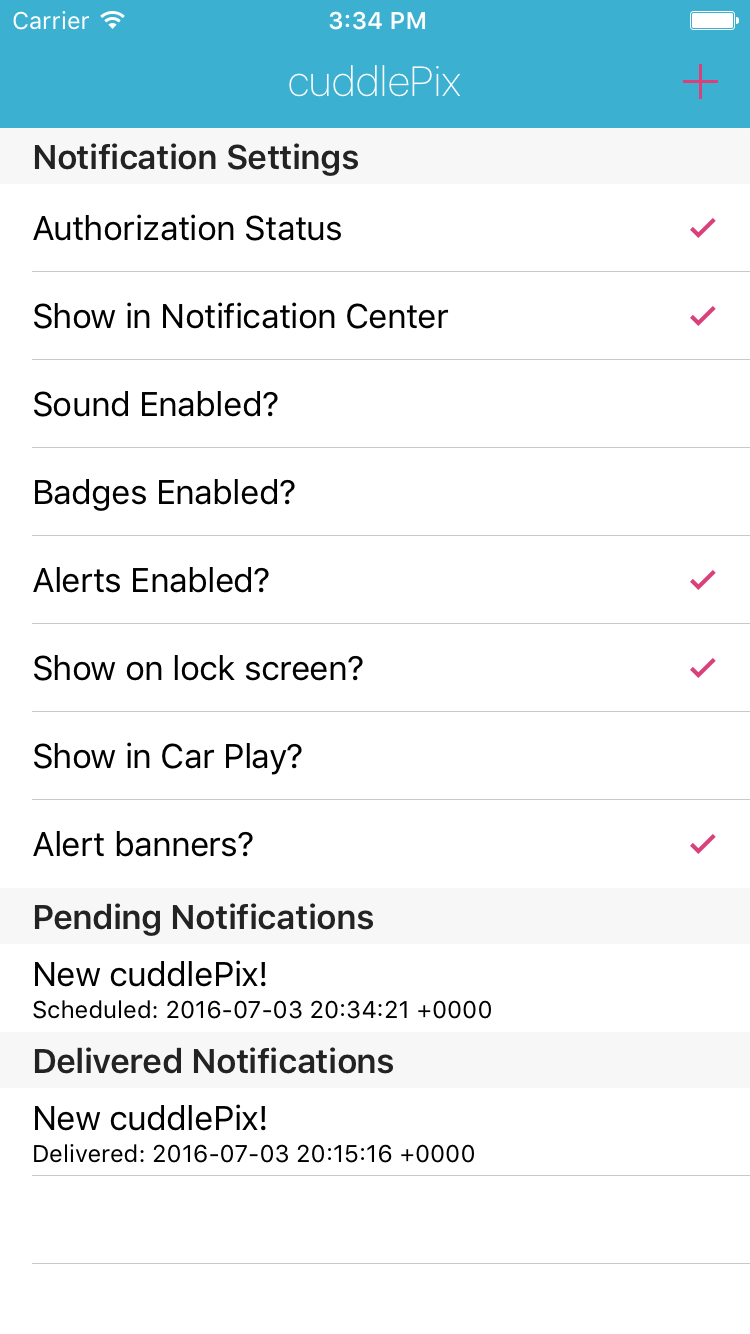 Carrier 3:34 PM
cuddlePix
Notification Settings
Authorization Status
Show in Notification Center
Sound Enabled?
Badges Enabled?
Alerts Enabled?
Show on lock screen?
Show in Car Play?
Alert banners?
Pending Notifications
New cuddlePix!
Scheduled: 2016-07-03 20:34:21 +0000
Delivered Notifications
New cuddlePix!
Delivered: 2016-07-03 20:15:16 +0000